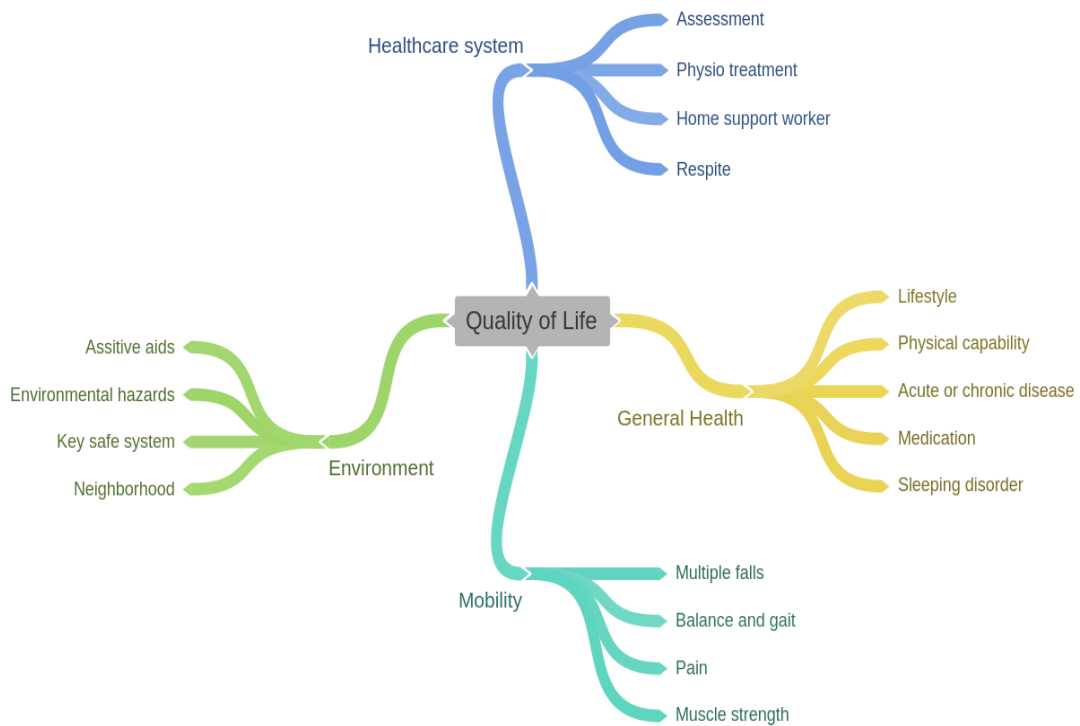 Healthcare system
Assessment
Physio treatment
Home support worker
Respite
Quality of Life
General Health
Lifestyle
Physical capability
Acute or chronic disease
Medication
Sleeping disorder
Environment
Assitive aids
Environmental hazards
Key safe system
Neighborhood
Mobility
Multiple falls
Balance and gait
Pain
Muscle strength